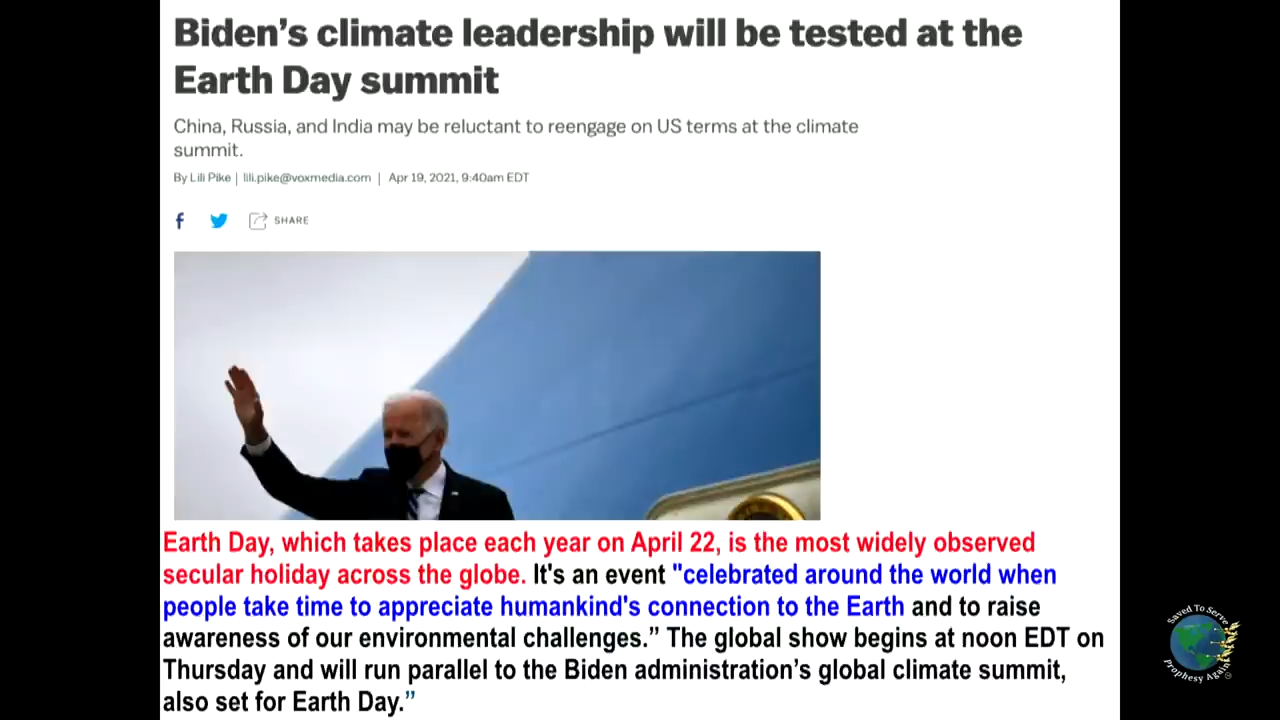 Biden’s climate leadership will be tested at the
Earth Day summit
China, Russia, and India may be reluctant to reengage on US terms at the climate
summit.
By Lili Pike | lili.pike@voxmedia.com | Apr 19, 2021, 9:40am EDT
SHARE
Earth Day, which takes place each year on April 22, is the most widely observed
secular holiday across the globe. It's an event "celebrated around the world when
people take time to appreciate humankind's connection to the Earth and to raise
awareness of our environmental challenges.” The global show begins at noon EDT on
Thursday and will run parallel to the Biden administration’s global climate summit,
also set for Earth Day.”
Saved To Serve
Prophesy Again